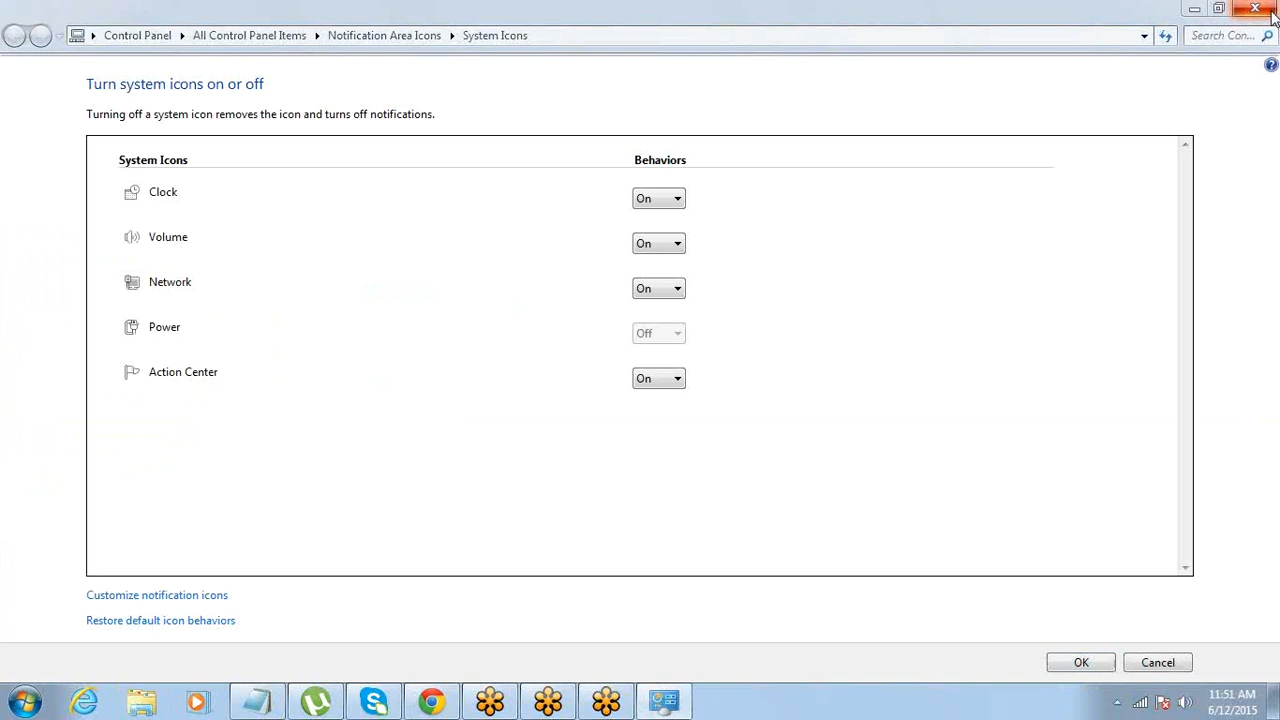 Control Panel All Control Panel Items Notification Area Icons System Icons Search Con...
Turn system icons on or off
Turning off a system icon removes the icon and turns off notifications.
System Icons Behaviors
Clock On
Volume On
Network On
Power Off
Action Center On
Customize notification icons
Restore default icon behaviors
OK Cancel
11:51 AM
6/12/2015